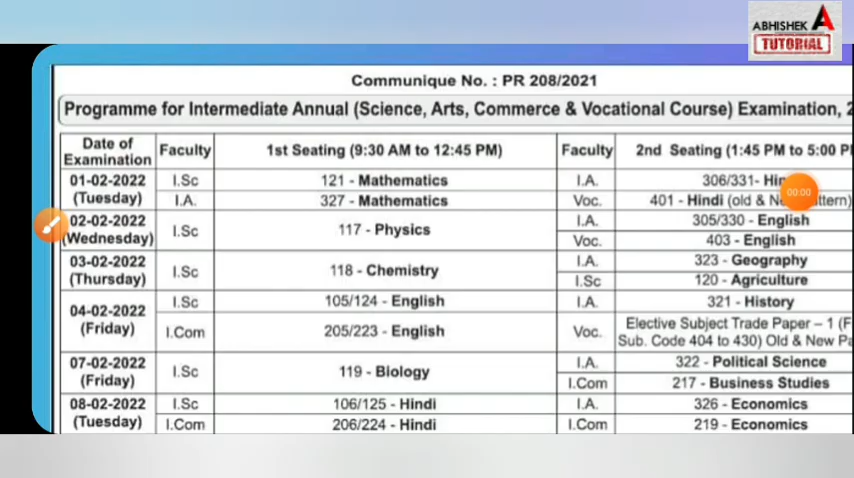 ABHISHEK A
TUTORIAL
Communique No. : PR 208/2021
Programme for Intermediate Annual (Science, Arts, Commerce & Vocational Course) Examination, 2
Date of Examination Faculty 1st Seating (9:30 AM to 12:45 PM) Faculty 2nd Seating (1:45 PM to 5:00
01-02-2022 (Tuesday) I.Sc 121 - Mathematics I.A. 306/331-
I.A. 327 - Mathematics Voc. 401 - Hindi (old &
00:00
02-02-2022 (Wednesday) I.Sc 117 - Physics I.A. 305/330 - English
Voc. 403 - English
03-02-2022 (Thursday) I.Sc 118 - Chemistry I.A. 323 - Geography
I.Sc 120 - Agriculture
04-02-2022 (Friday) I.Sc 105/124 - English I.A. 321 - History
I.Com 205/223 - English Voc. Elective Subject Trade Paper – 1 (F
Sub. Code 404 to 430) Old & New
07-02-2022 (Friday) I.Sc 119 - Biology I.A. 322 - Political Science
I.Com 217 - Business Studies
08-02-2022 (Tuesday) I.Sc 106/125 - Hindi I.A. 326 - Economics
I.Com 206/224 - Hindi I.Com 219 - Economics